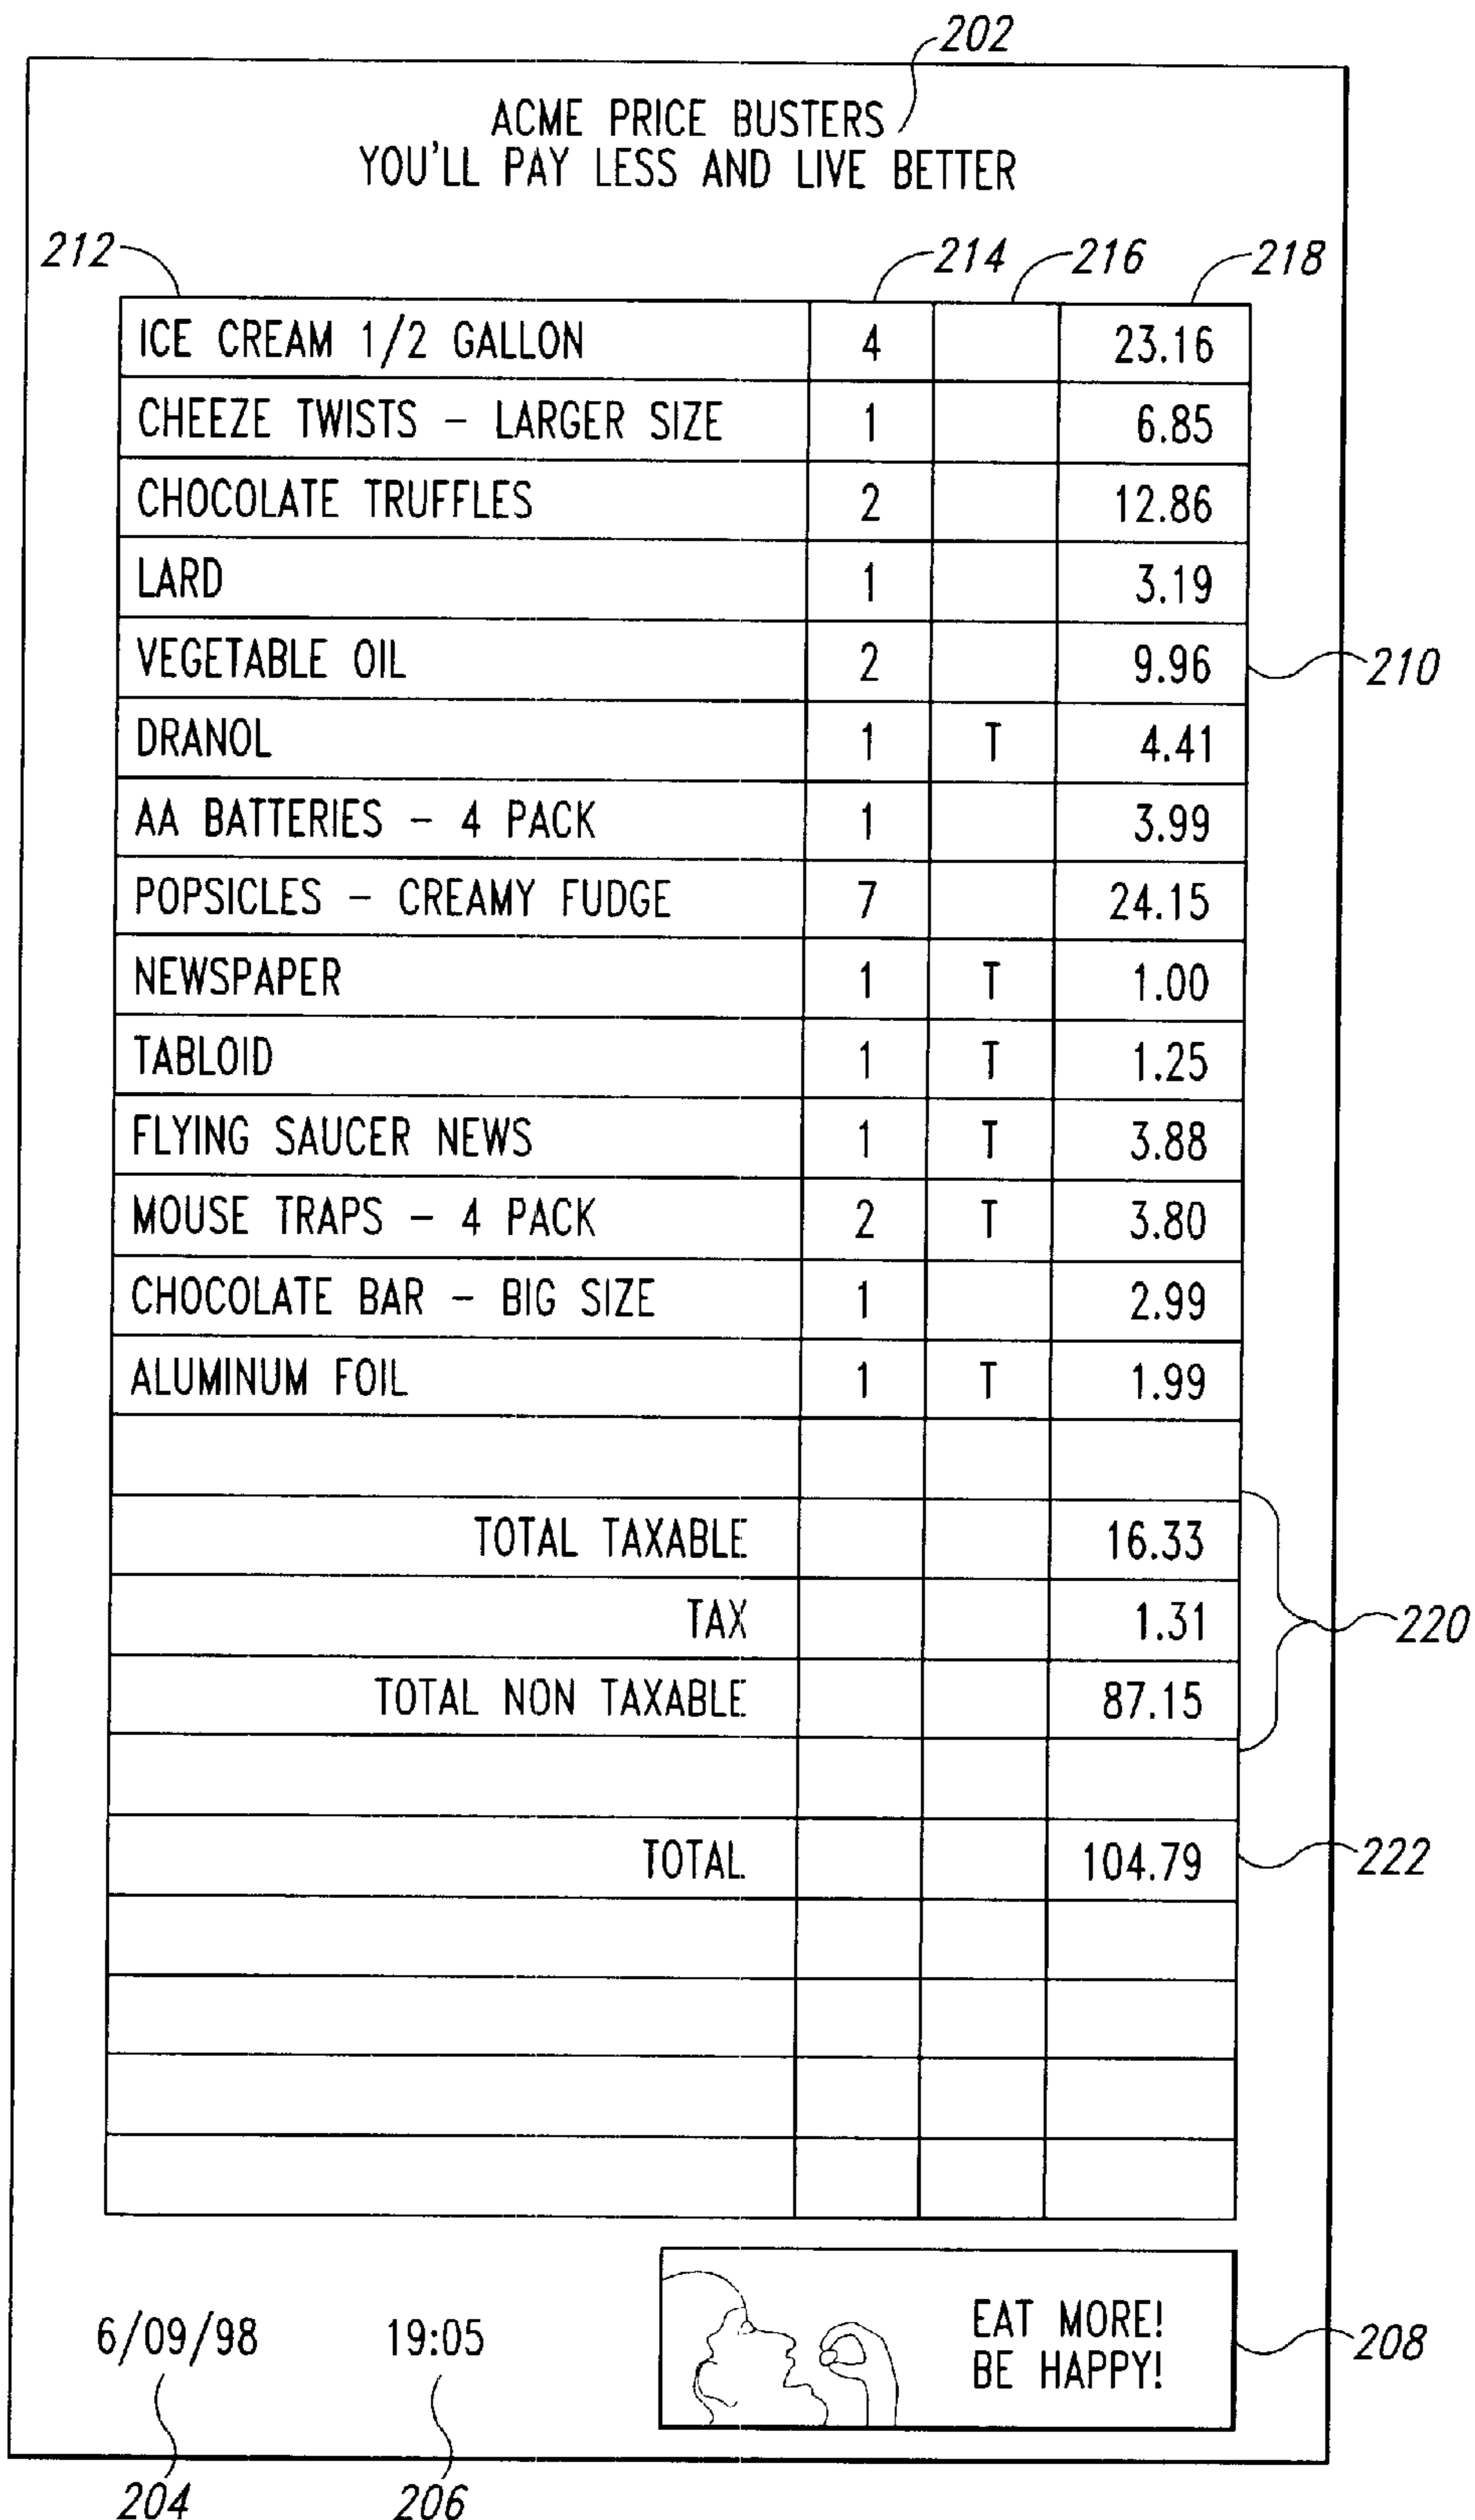 202
ACME PRICE BUSTERS
YOU'LL PAY LESS AND LIVE BETTER
212 214 216 218
ICE CREAM 1/2 GALLON 4 23.16
CHEEZE TWISTS - LARGER SIZE 1 6.85
CHOCOLATE TRUFFLES 2 12.86
LARD 1 3.19
VEGETABLE OIL 2 9.96 210
DRANOL 1 T 4.41
AA BATTERIES - 4 PACK 1 3.99
POPSICLES - CREAMY FUDGE 7 24.15
NEWSPAPER 1 T 1.00
TABLOID 1 T 1.25
FLYING SAUCER NEWS 1 T 3.88
MOUSE TRAPS - 4 PACK 2 T 3.80
CHOCOLATE BAR - BIG SIZE 1 2.99
ALUMINUM FOIL 1 T 1.99
TOTAL TAXABLE 16.33
TAX 1.31 220
TOTAL NON TAXABLE 87.15
TOTAL 104.79 222
6/09/98 19:05 EAT MORE!
BE HAPPY! 208
204 206